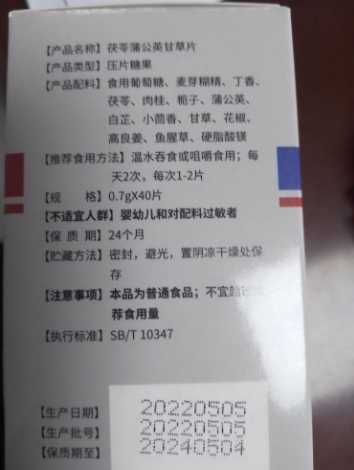 【产品名称】茯苓蒲公英甘草片
【产品类型】压片糖果
【产品配料】食用葡萄糖、麦芽糊精、丁香、
茯苓、肉桂、栀子、蒲公英、
白芷、小茴香、甘草、花椒、
高良姜、鱼腥草、硬脂酸镁
【推荐食用方法】温水吞食或咀嚼食用；每
天2次，每次1-2片
【规 格】0.7gX40片
【不适宜人群】婴幼儿和对配料过敏者
【保 质 期】24个月
【贮藏方法】密封，避光，置阴凉干燥处保
存
【注意事项】本品为普通食品；不宜超过
荐食用量
【执行标准】SB/T 10347
【生产日期】20220505
【生产批号】20220505
【保质期至】20240504